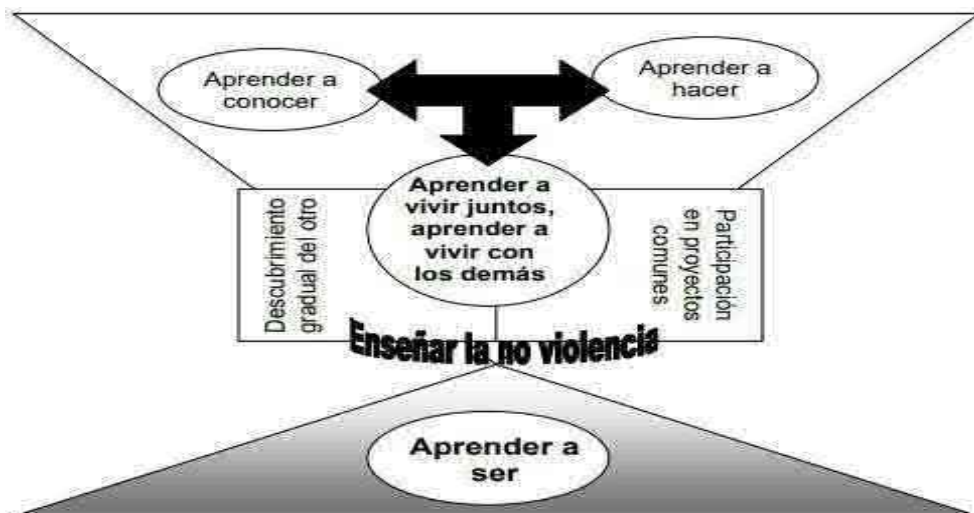 Aprender a
conocer
Aprender a
hacer
Aprender a
vivir juntos,
aprender a
vivir con
los demás
Descubrimiento
gradual del otro
Participación
en proyectos
comunes
Enseñar la no violencia
Aprender a
ser